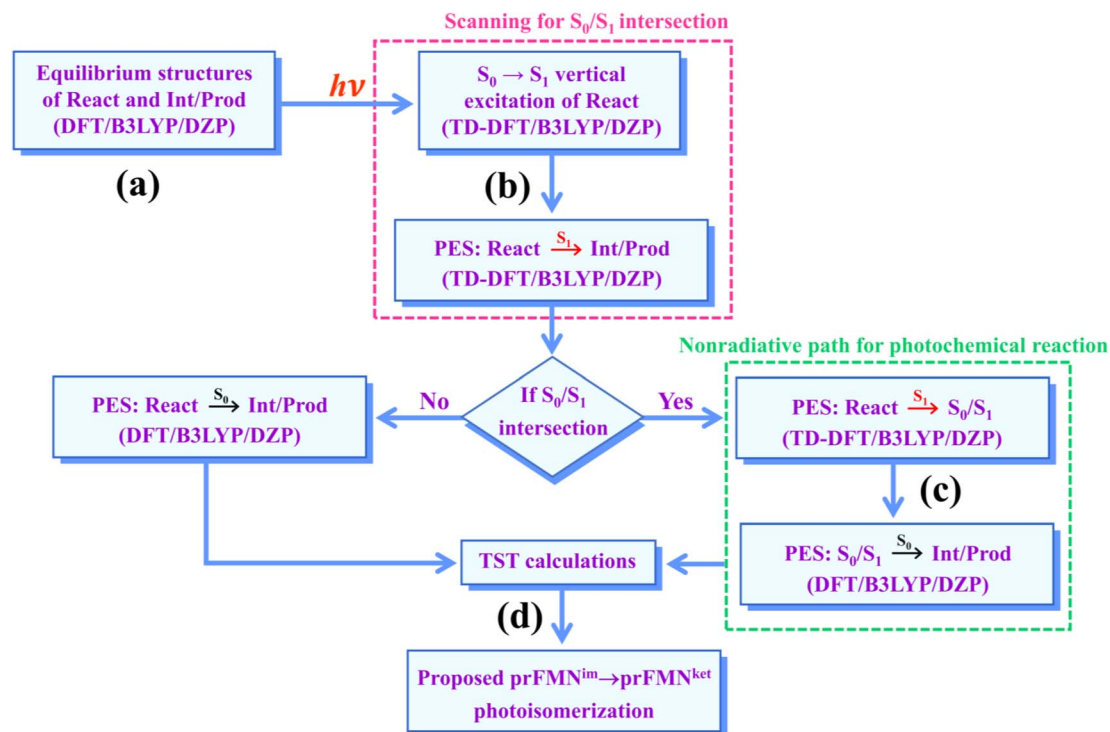 Scanning for S₀/S₁ intersection
Equilibrium structures
of React and Int/Prod
(DFT/B3LYP/DZP)
hν
S₀ → S₁ vertical
excitation of React
(TD-DFT/B3LYP/DZP)
(a)
(b)
PES: React S₁→ Int/Prod
(TD-DFT/B3LYP/DZP)
Nonradiative path for photochemical reaction
PES: React S₀→ Int/Prod
(DFT/B3LYP/DZP)
No
If S₀/S₁
intersection
Yes
PES: React S₁→ S₀/S₁
(TD-DFT/B3LYP/DZP)
(c)
PES: S₀/S₁ S₀→ Int/Prod
(DFT/B3LYP/DZP)
TST calculations
(d)
Proposed prFMNⁱᵐ→prFMNᵏᵉᵗ
photoisomerization